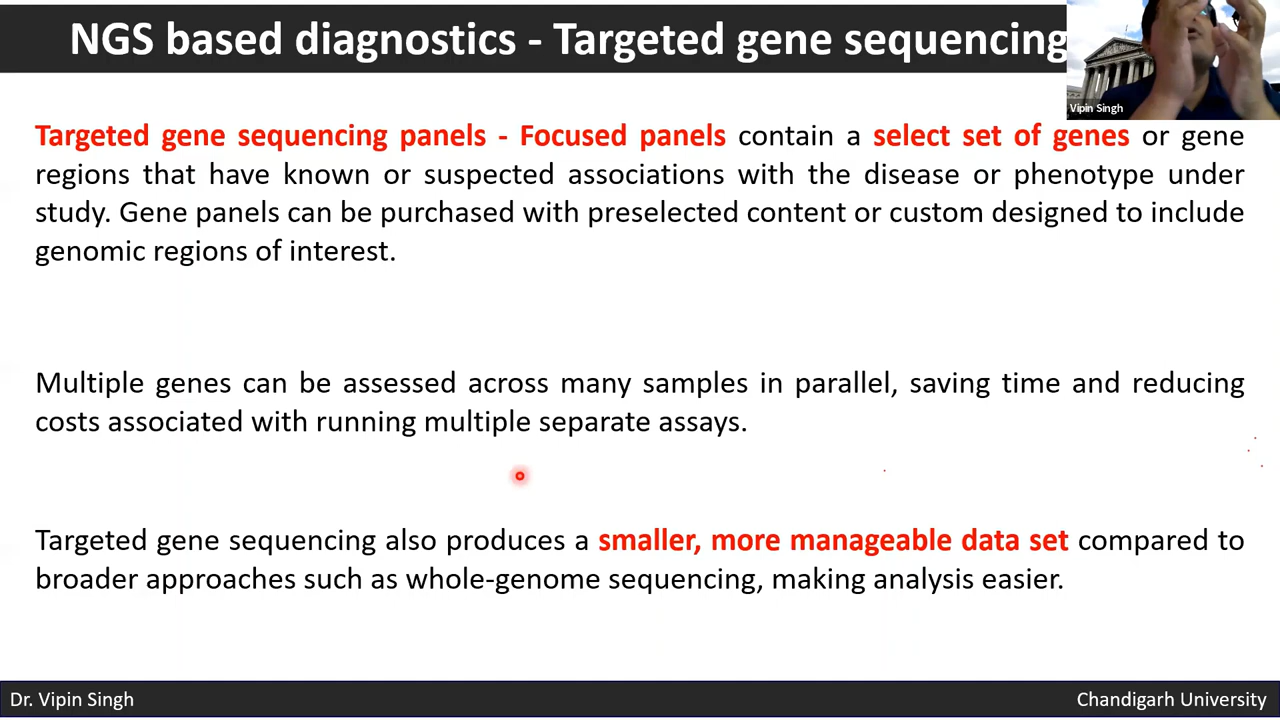 NGS based diagnostics - Targeted gene sequencing
Vipin Singh
Targeted gene sequencing panels - Focused panels contain a select set of genes or gene
regions that have known or suspected associations with the disease or phenotype under
study. Gene panels can be purchased with preselected content or custom designed to include
genomic regions of interest.
Multiple genes can be assessed across many samples in parallel, saving time and reducing
costs associated with running multiple separate assays.
Targeted gene sequencing also produces a smaller, more manageable data set compared to
broader approaches such as whole-genome sequencing, making analysis easier.
Dr. Vipin Singh
Chandigarh University